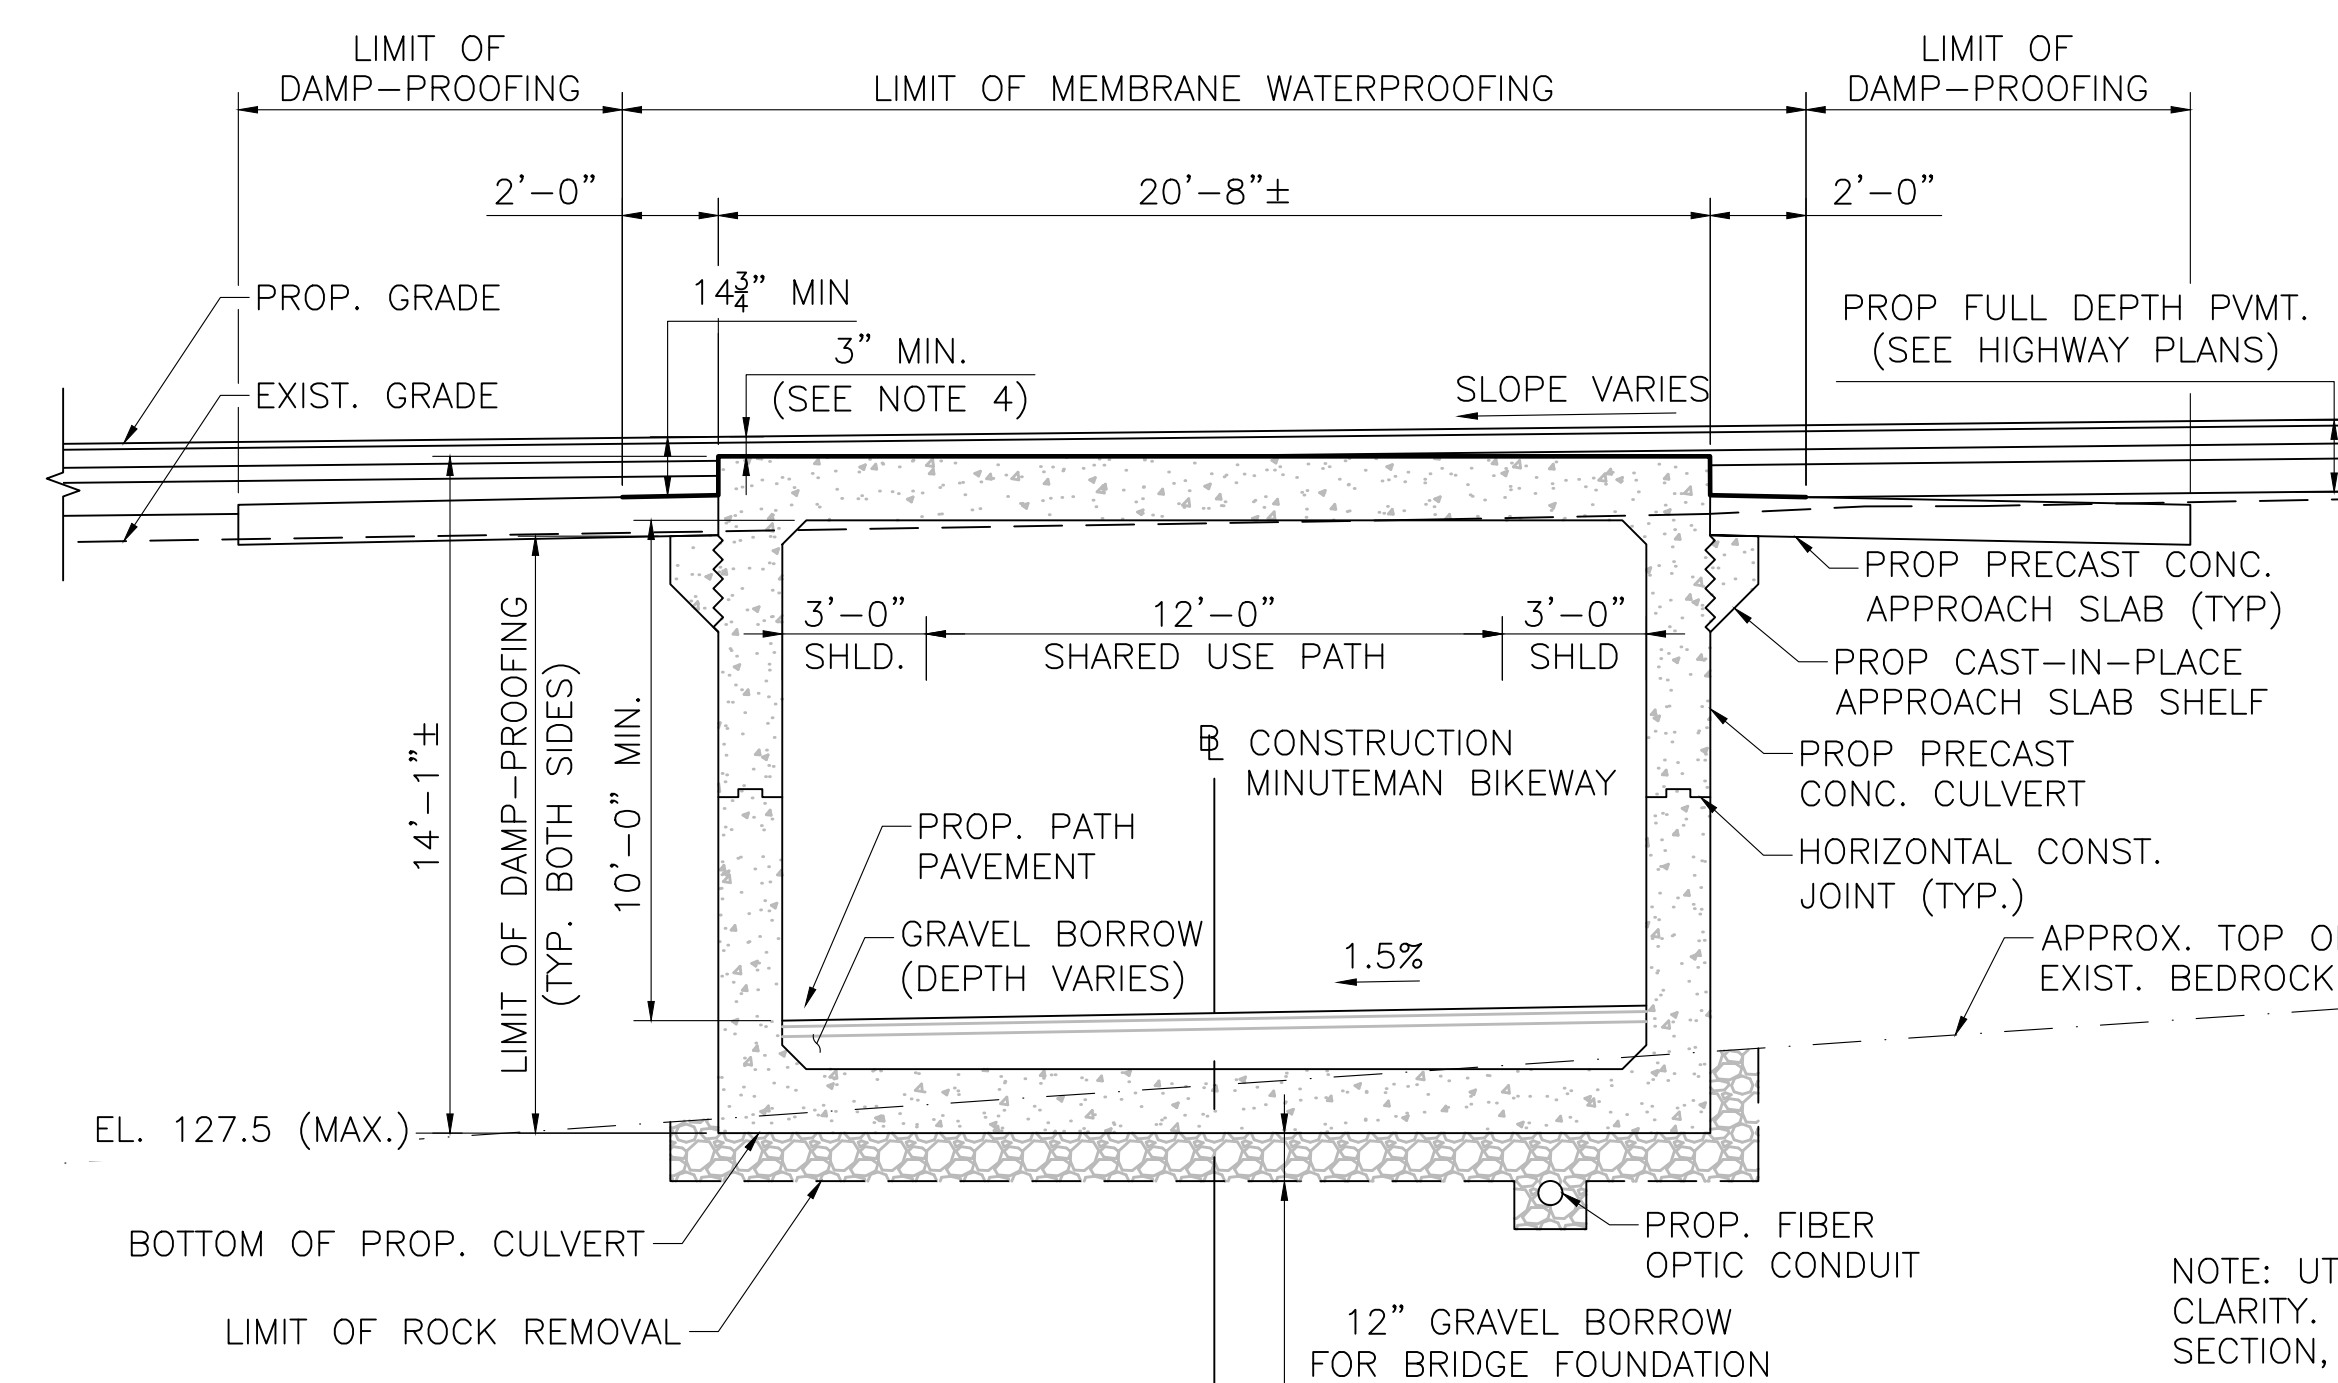 LIMIT OF
DAMP-PROOFING
LIMIT OF MEMBRANE WATERPROOFING
LIMIT OF
DAMP-PROOFING
2'-0"
20'-8"±
2'-0"
PROP. GRADE
14¾" MIN
3" MIN.
(SEE NOTE 4)
EXIST. GRADE
SLOPE VARIES
PROP FULL DEPTH PVMT.
(SEE HIGHWAY PLANS)
3'-0"
SHLD.
12'-0"
SHARED USE PATH
3'-0"
SHLD
PROP PRECAST CONC.
APPROACH SLAB (TYP)
PROP CAST-IN-PLACE
APPROACH SLAB SHELF
PROP PRECAST
CONC. CULVERT
HORIZONTAL CONST.
JOINT (TYP.)
14'-1"±
LIMIT OF DAMP-PROOFING
(TYP. BOTH SIDES)
10'-0" MIN.
BL CONSTRUCTION
MINUTEMAN BIKEWAY
PROP. PATH
PAVEMENT
GRAVEL BORROW
(DEPTH VARIES)
1.5%
APPROX. TOP
EXIST. BEDROCK
EL. 127.5 (MAX.)
BOTTOM OF PROP. CULVERT
LIMIT OF ROCK REMOVAL
PROP. FIBER
OPTIC CONDUIT
12" GRAVEL BORROW
FOR BRIDGE FOUNDATION
NOTE: UT
CLARITY.
SECTION,